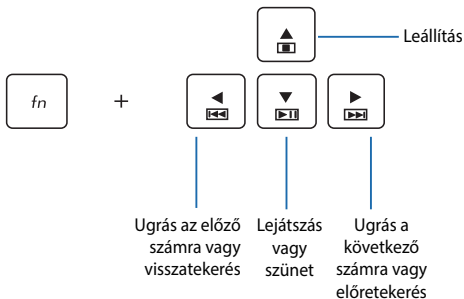 Leállítás
fn
+
Ugrás az előző
számra vagy
visszatekerés
Lejátszás
vagy
szünet
Ugrás a
következő
számra vagy
előretekerés